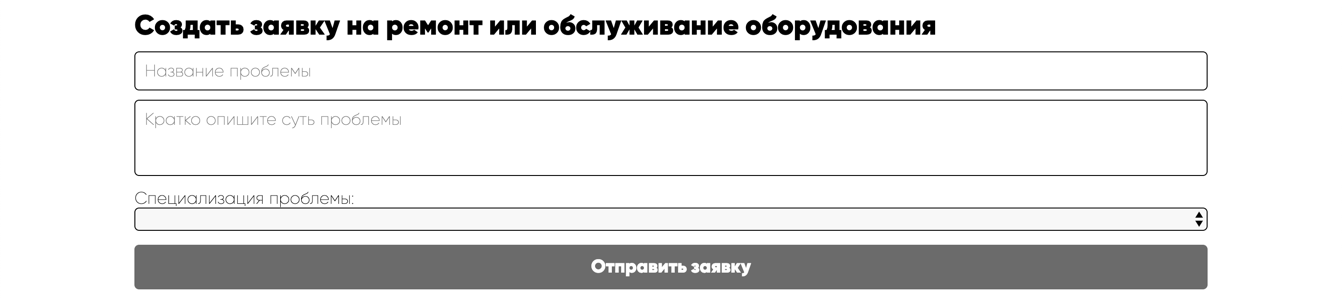 Создать заявку на ремонт или обслуживание оборудования
Название проблемы
Кратко опишите суть проблемы
Специализация проблемы:
Отправить заявку